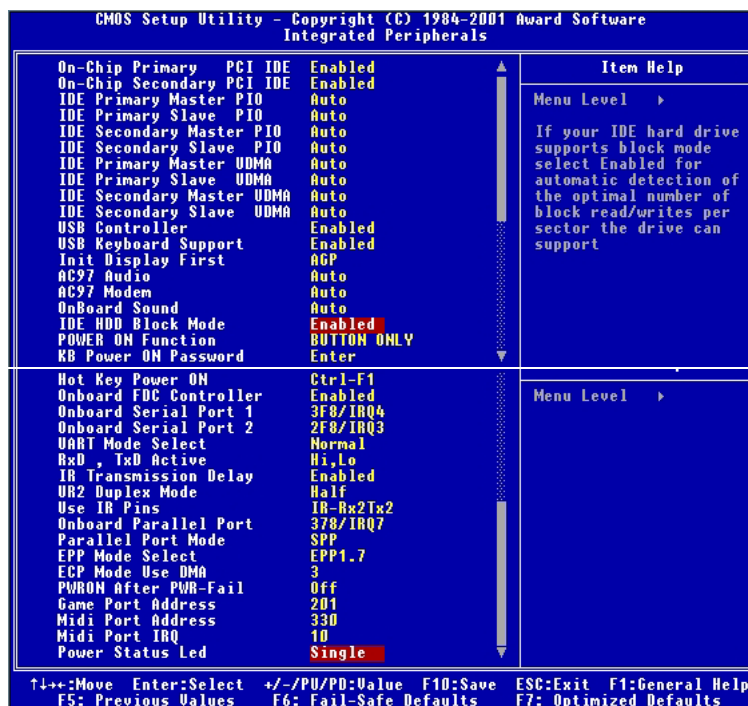 CMOS Setup Utility - Copyright (C) 1984-2001 Award Software
Integrated Peripherals
On-Chip Primary PCI IDE Enabled
On-Chip Secondary PCI IDE Enabled
IDE Primary Master PIO Auto
IDE Primary Slave PIO Auto
IDE Secondary Master PIO Auto
IDE Secondary Slave PIO Auto
IDE Primary Master UDMA Auto
IDE Primary Slave UDMA Auto
IDE Secondary Master UDMA Auto
IDE Secondary Slave UDMA Auto
USB Controller Enabled
USB Keyboard Support Enabled
Init Display First AGP
AC97 Audio Auto
AC97 Modem Auto
OnBoard Sound Auto
IDE HDD Block Mode Enabled
POWER ON Function BUTTON ONLY
KB Power ON Password Enter
Item Help
Menu Level ▸
If your IDE hard drive
supports block mode
select Enabled for
automatic detection of
the optimal number of
block read/writes per
sector the drive can
support
Hot Key Power ON Ctrl-F1
Onboard FDC Controller Enabled
Onboard Serial Port 1 3F8/IRQ4
Onboard Serial Port 2 2F8/IRQ3
UART Mode Select Normal
RxD , TxD Active Hi,Lo
IR Transmission Delay Enabled
UR2 Duplex Mode Half
Use IR Pins IR-Rx2Tx2
Onboard Parallel Port 378/IRQ7
Parallel Port Mode SPP
EPP Mode Select EPP1.7
ECP Mode Use DMA 3
PWRON After PWR-Fail Off
Game Port Address 201
Midi Port Address 330
Midi Port IRQ 10
Power Status Led Single
Menu Level ▸
↑↓→←:Move Enter:Select +/-/PU/PD:Value F10:Save ESC:Exit F1:General Help
F5: Previous Values F6: Fail-Safe Defaults F7: Optimized Defaults